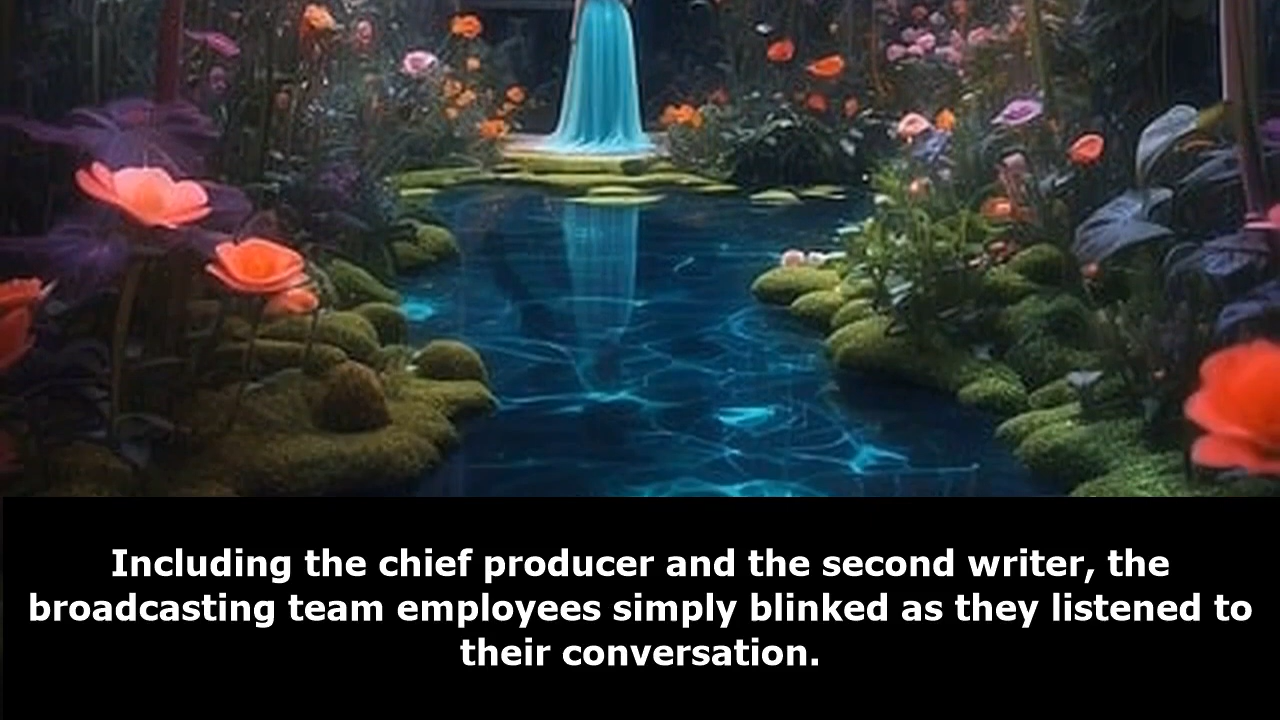 Including the chief producer and the second writer, the
broadcasting team employees simply blinked as they listened to
their conversation.